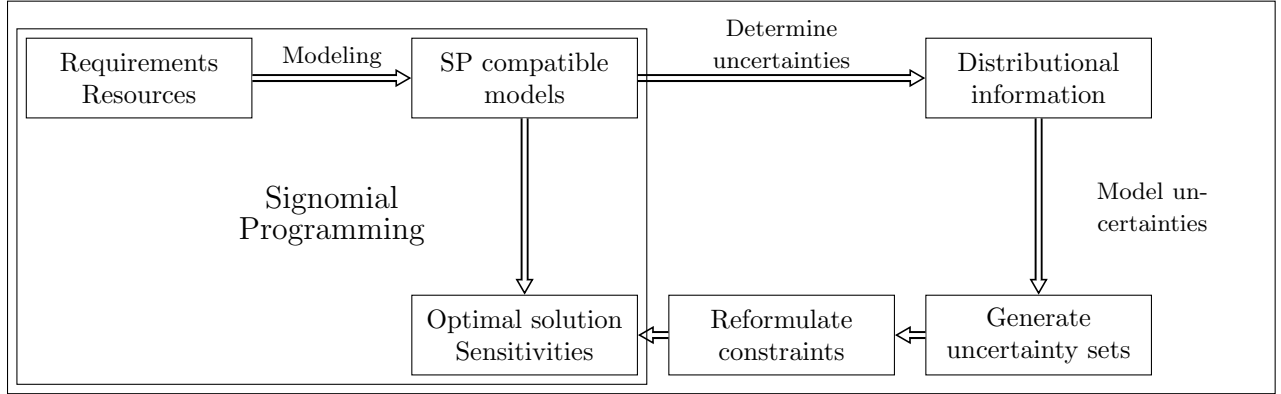 Requirements
Resources
Modeling
SP compatible
models
Determine
uncertainties
Distributional
information
Signomial
Programming
Model un-
certainties
Optimal solution
Sensitivities
Reformulate
constraints
Generate
uncertainty sets